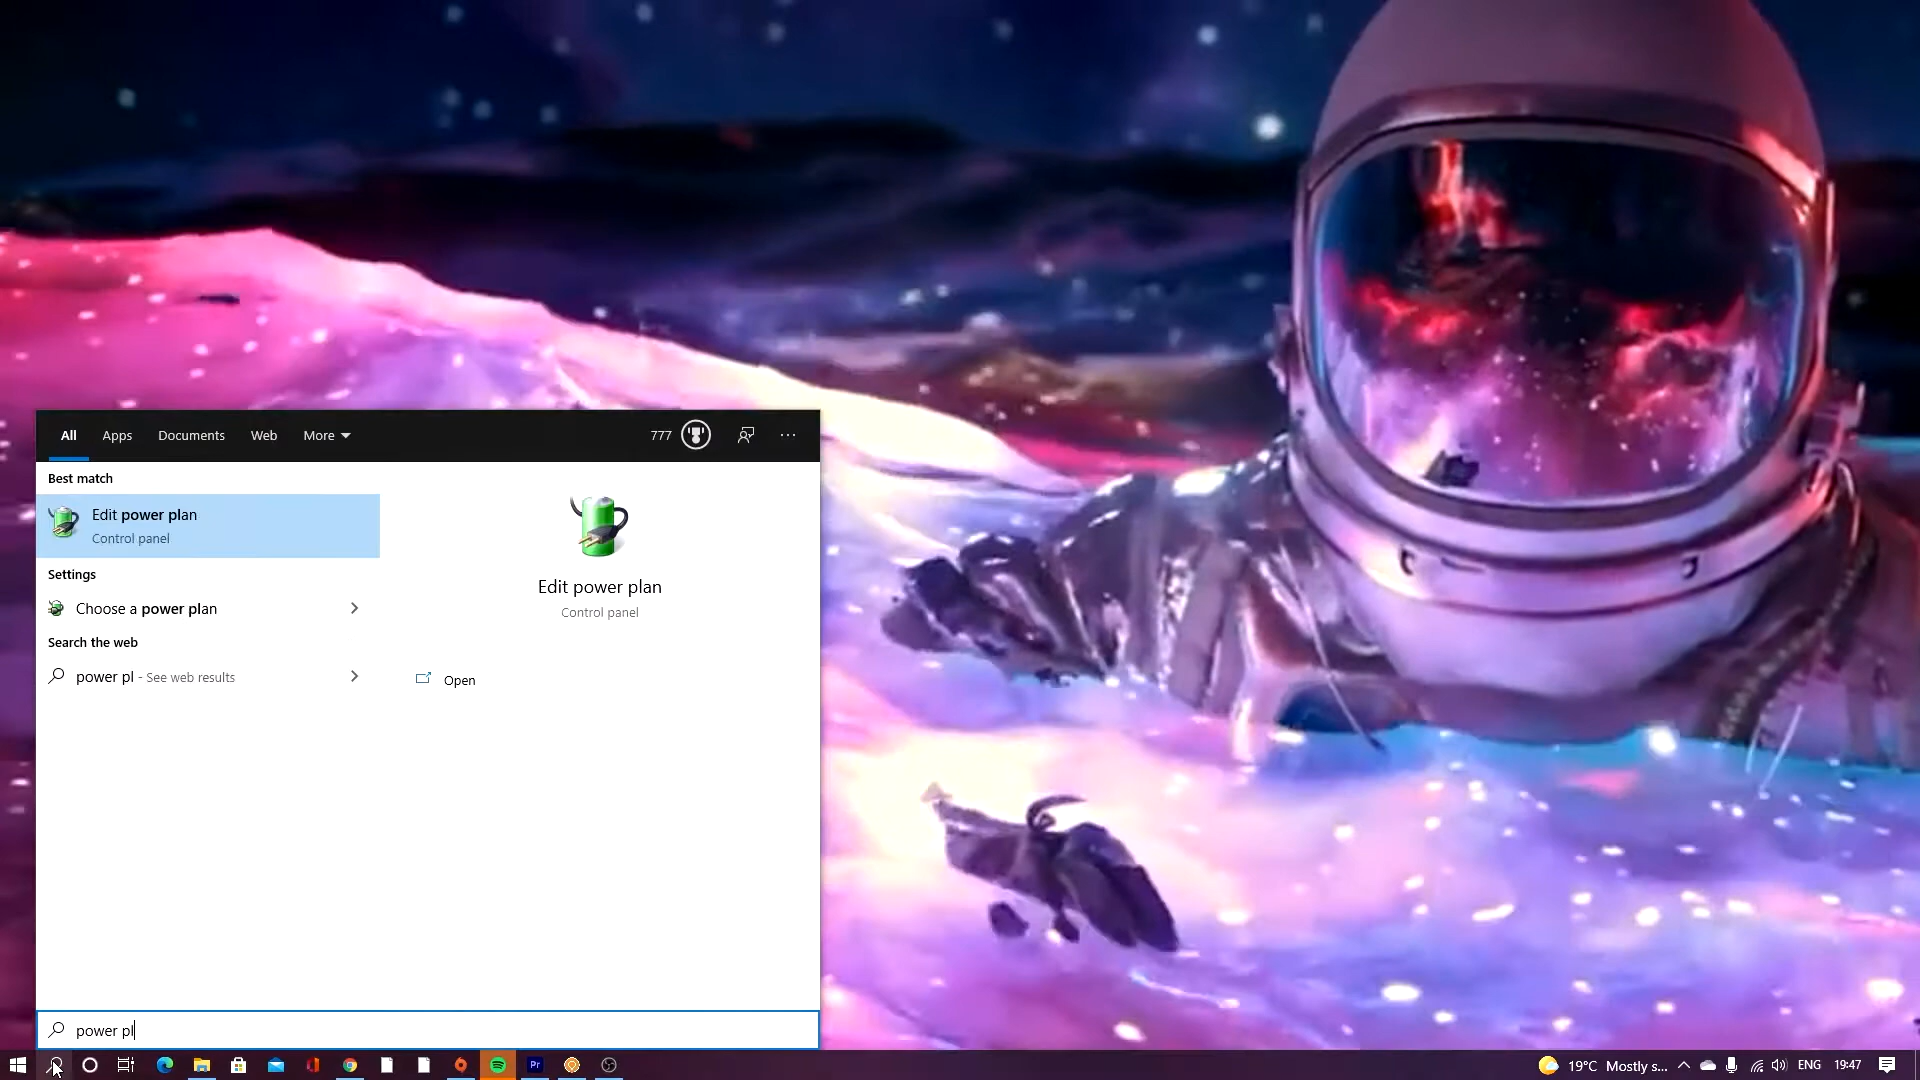 All Apps Documents Web More 777
Best match
Edit power plan
Control panel
Settings
Choose a power plan
Search the web
power pl - See web results
Edit power plan
Control panel
Open
power pl
Pr 19°C Mostly s... ENG 19:47